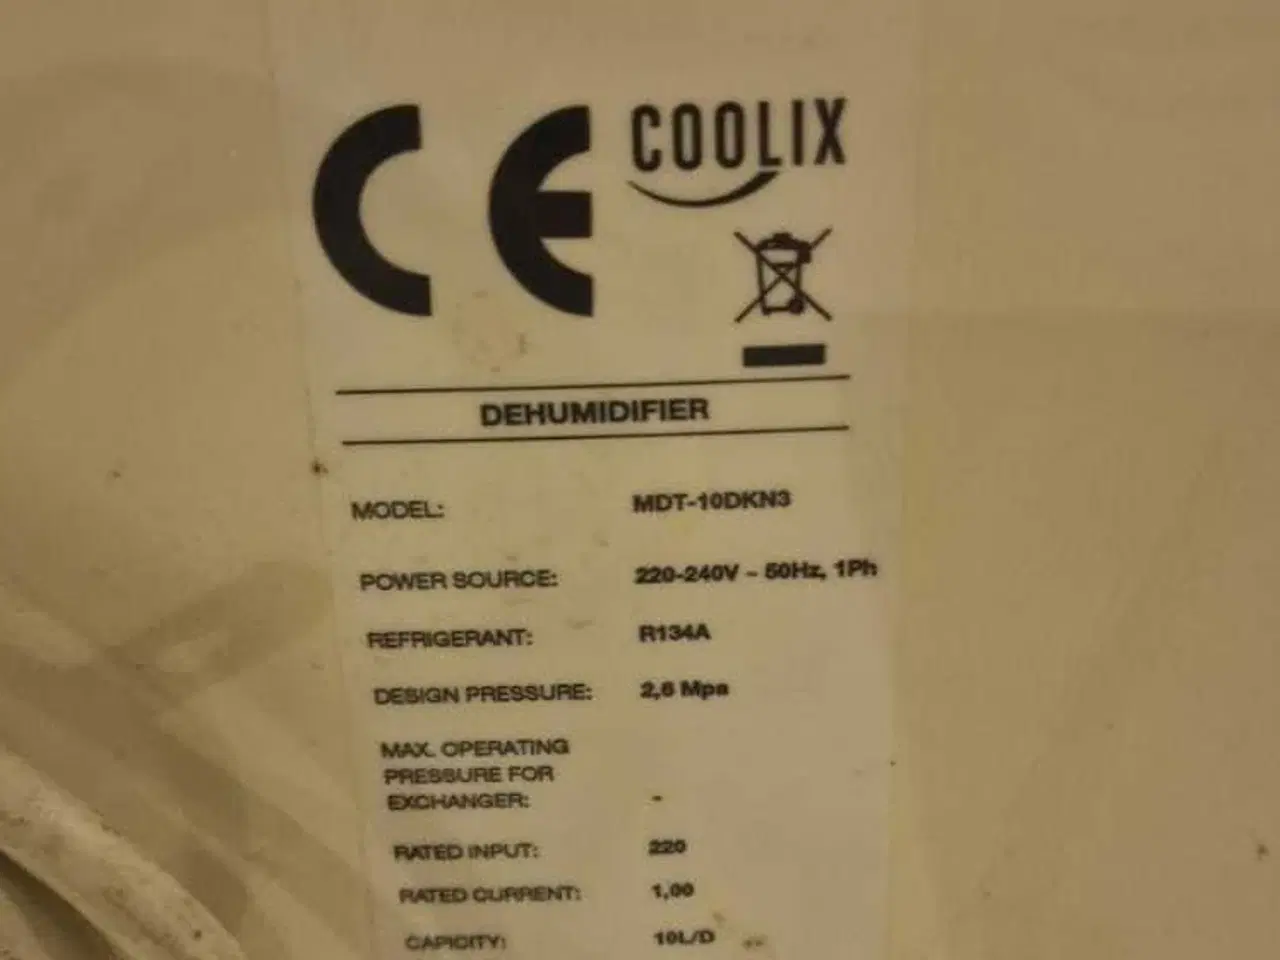 CE COOLIX
DEHUMIDIFIER
MODEL: MDT-10DKN3
POWER SOURCE: 220-240V ~ 50Hz, 1Ph
REFRIGERANT: R134A
DESIGN PRESSURE: 2,6 Mpa
MAX. OPERATING
PRESSURE FOR
EXCHANGER: -
RATED INPUT: 220
RATED CURRENT: 1,00
CAPICITY: 10L/D